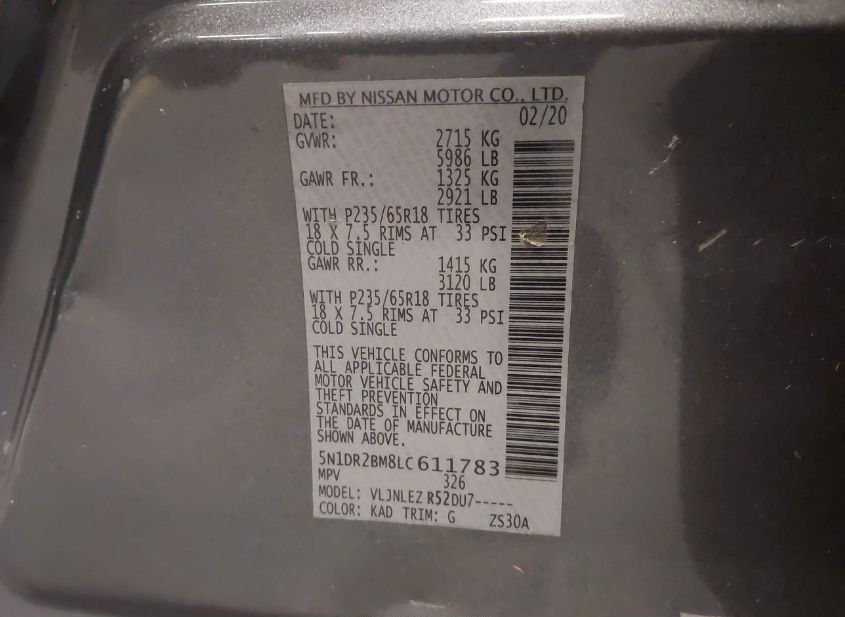 MFD BY NISSAN MOTOR CO., LTD.
DATE: 02/20
GVWR: 2715 KG
5986 LB
GAWR FR.: 1325 KG
2921 LB
WITH P235/65R18 TIRES
18 X 7.5 RIMS AT 33 PSI
COLD SINGLE
GAWR RR.: 1415 KG
3120 LB
WITH P235/65R18 TIRES
18 X 7.5 RIMS AT 33 PSI
COLD SINGLE
THIS VEHICLE CONFORMS TO
ALL APPLICABLE FEDERAL
MOTOR VEHICLE SAFETY AND
THEFT PREVENTION
STANDARDS IN EFFECT ON
THE DATE OF MANUFACTURE
SHOWN ABOVE.
5N1DR2BM8LC611783
MPV 326
MODEL: VLJNLEZ R52DU7-----
COLOR: KAD TRIM: G ZS30A